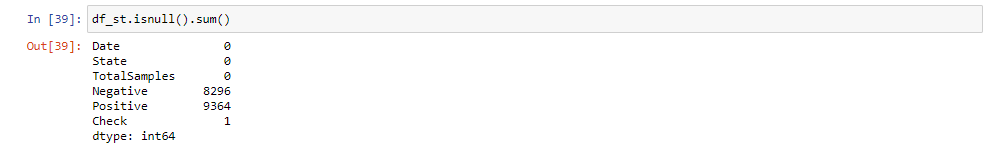 In [39]: df_st.isnull().sum()
Out[39]: Date 0
State 0
TotalSamples 0
Negative 8296
Positive 9364
Check 1
dtype: int64